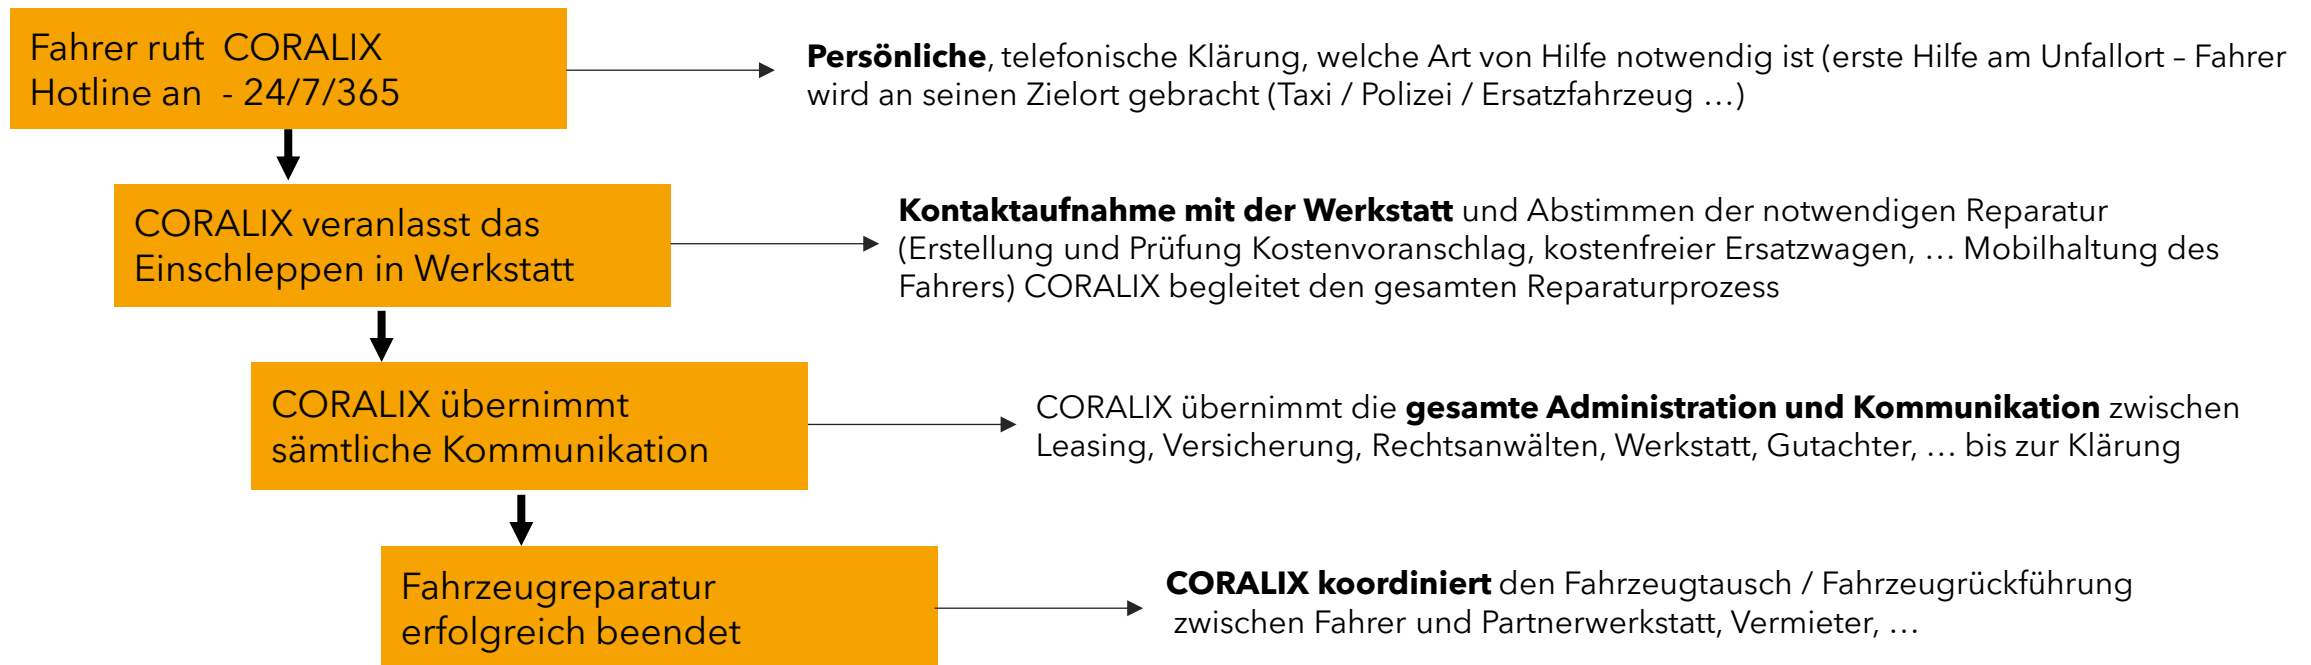 Fahrer ruft CORALIX
Hotline an - 24/7/365
Persönliche, telefonische Klärung, welche Art von Hilfe notwendig ist (erste Hilfe am Unfallort – Fahrer
wird an seinen Zielort gebracht (Taxi / Polizei / Ersatzfahrzeug …)
CORALIX veranlasst das
Einschleppen in Werkstatt
Kontaktaufnahme mit der Werkstatt und Abstimmen der notwendigen Reparatur
(Erstellung und Prüfung Kostenvoranschlag, kostenfreier Ersatzwagen, … Mobilhaltung des
Fahrers) CORALIX begleitet den gesamten Reparaturprozess
CORALIX übernimmt
sämtliche Kommunikation
CORALIX übernimmt die gesamte Administration und Kommunikation zwischen
Leasing, Versicherung, Rechtsanwälten, Werkstatt, Gutachter, … bis zur Klärung
Fahrzeugreparatur
erfolgreich beendet
CORALIX koordiniert den Fahrzeugtausch / Fahrzeugrückführung
zwischen Fahrer und Partnerwerkstatt, Vermieter, …